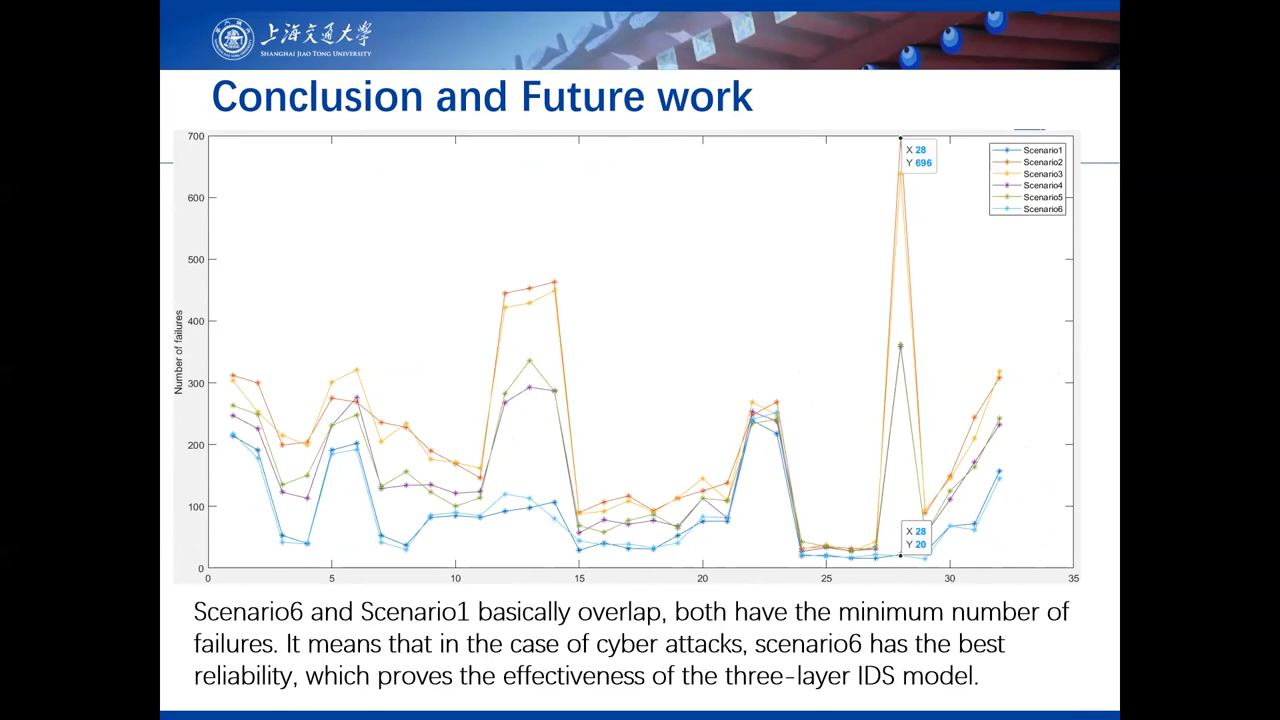 上海交通大学
SHANGHAI JIAO TONG UNIVERSITY
Conclusion and Future work
700
600
500
400
300
200
100
0
Number of failures
X 28
Y 696
Scenario1
Scenario2
Scenario3
Scenario4
Scenario5
Scenario6
X 28
Y 20
0 5 10 15 20 25 30 35
Scenario6 and Scenario1 basically overlap, both have the minimum number of
failures. It means that in the case of cyber attacks, scenario6 has the best
reliability, which proves the effectiveness of the three-layer IDS model.